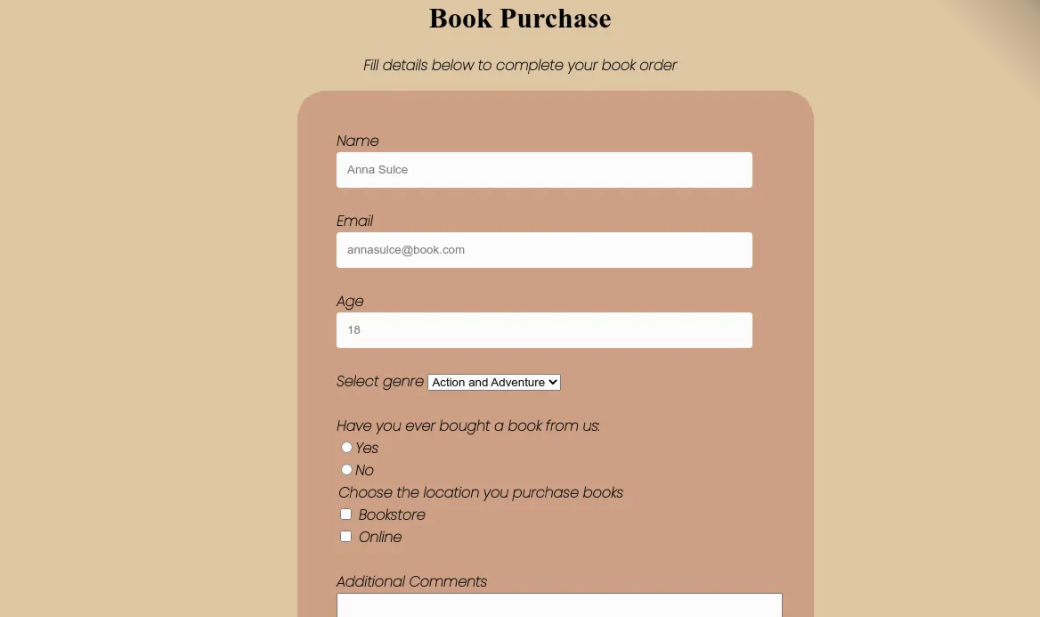 Book Purchase
Fill details below to complete your book order
Name
Anna Sulce
Email
annasulce@book.com
Age
18
Select genre Action and Adventure
Have you ever bought a book from us:
Yes
No
Choose the location you purchase books
Bookstore
Online
Additional Comments